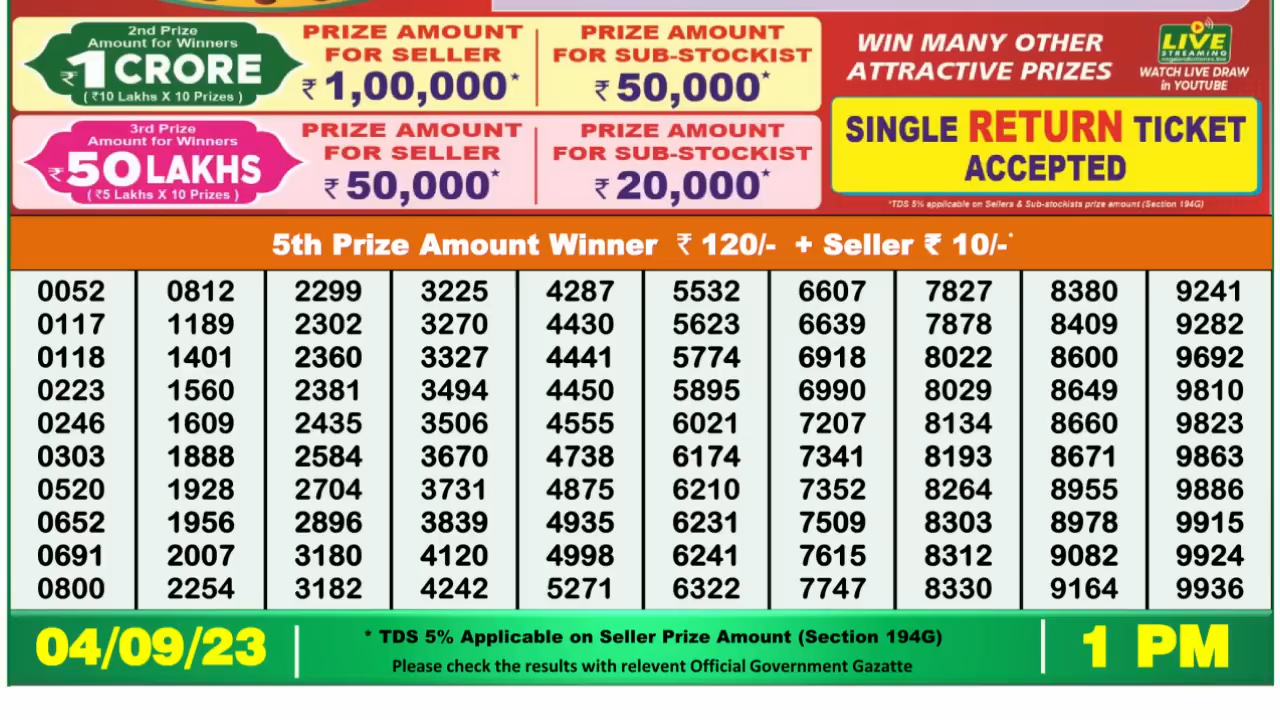 2nd Prize
Amount for Winners
₹1 CRORE
( ₹10 Lakhs X 10 Prizes )
PRIZE AMOUNT
FOR SELLER
₹ 1,00,000*
PRIZE AMOUNT
FOR SUB-STOCKIST
₹ 50,000*
WIN MANY OTHER
ATTRACTIVE PRIZES
LIVE
STREAMING
WATCH LIVE DRAW
in YOUTUBE
3rd Prize
Amount for Winners
₹50 LAKHS
( ₹5 Lakhs X 10 Prizes )
PRIZE AMOUNT
FOR SELLER
₹ 50,000*
PRIZE AMOUNT
FOR SUB-STOCKIST
₹ 20,000*
SINGLE RETURN TICKET
ACCEPTED
*TDS 5% applicable on Sellers & Sub-stockists prize amount (Section 194G)
5th Prize Amount Winner ₹ 120/- + Seller ₹ 10/-*
0052 0812 2299 3225 4287 5532 6607 7827 8380 9241
0117 1189 2302 3270 4430 5623 6639 7878 8409 9282
0118 1401 2360 3327 4441 5774 6918 8022 8600 9692
0223 1560 2381 3494 4450 5895 6990 8029 8649 9810
0246 1609 2435 3506 4555 6021 7207 8134 8660 9823
0303 1888 2584 3670 4738 6174 7341 8193 8671 9863
0520 1928 2704 3731 4875 6210 7352 8264 8955 9886
0652 1956 2896 3839 4935 6231 7509 8303 8978 9915
0691 2007 3180 4120 4998 6241 7615 8312 9082 9924
0800 2254 3182 4242 5271 6322 7747 8330 9164 9936
04/09/23
* TDS 5% Applicable on Seller Prize Amount (Section 194G)
Please check the results with relevent Official Government Gazatte
1 PM